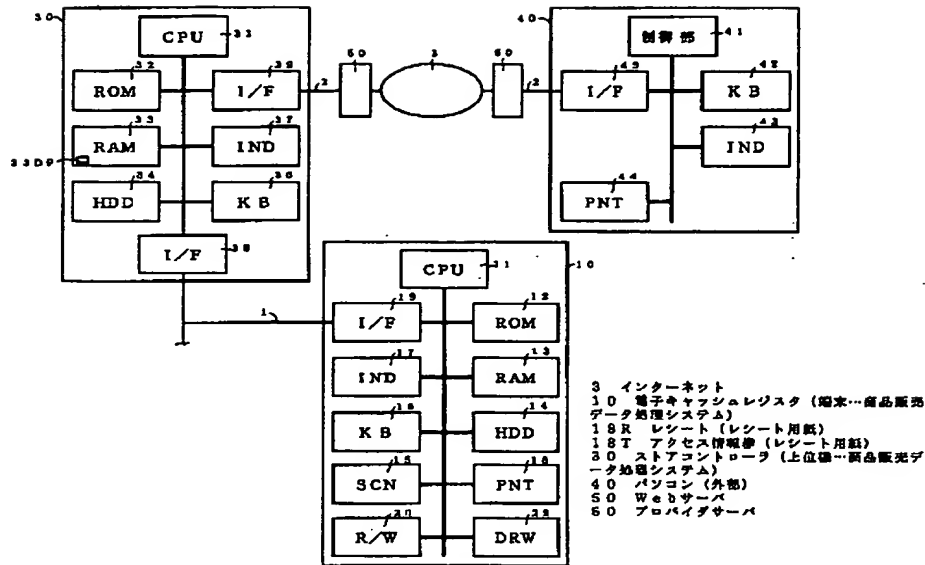 30
CPU
31
32
ROM
39
I/F
2
50
3
60
2
33
RAM
37
IND
33DP
34
HDD
36
KB
38
I/F
40
制御部
41
49
I/F
42
KB
43
IND
44
PNT
1
CPU
11
10
19
I/F
12
ROM
17
IND
13
RAM
16
KB
14
HDD
15
SCN
18
PNT
20
R/W
22
DRW
3 インターネット
10 電子キャッシュレジスタ(端末…商品販売
データ処理システム)
18R レシート(レシート用紙)
18T アクセス情報欄(レシート用紙)
30 ストアコントローラ(上位機…商品販売デ
ータ処理システム)
40 パソコン(外部)
50 Webサーバ
60 プロバイダサーバ